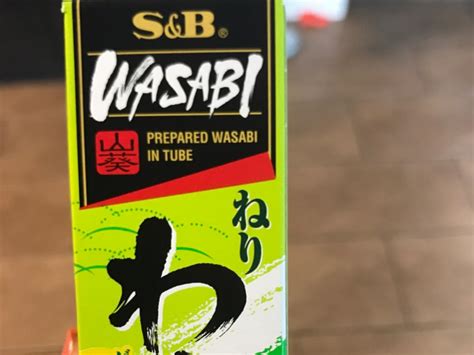 S&B®
WASABI
山葵
PREPARED WASABI
IN TUBE
ねり
わ